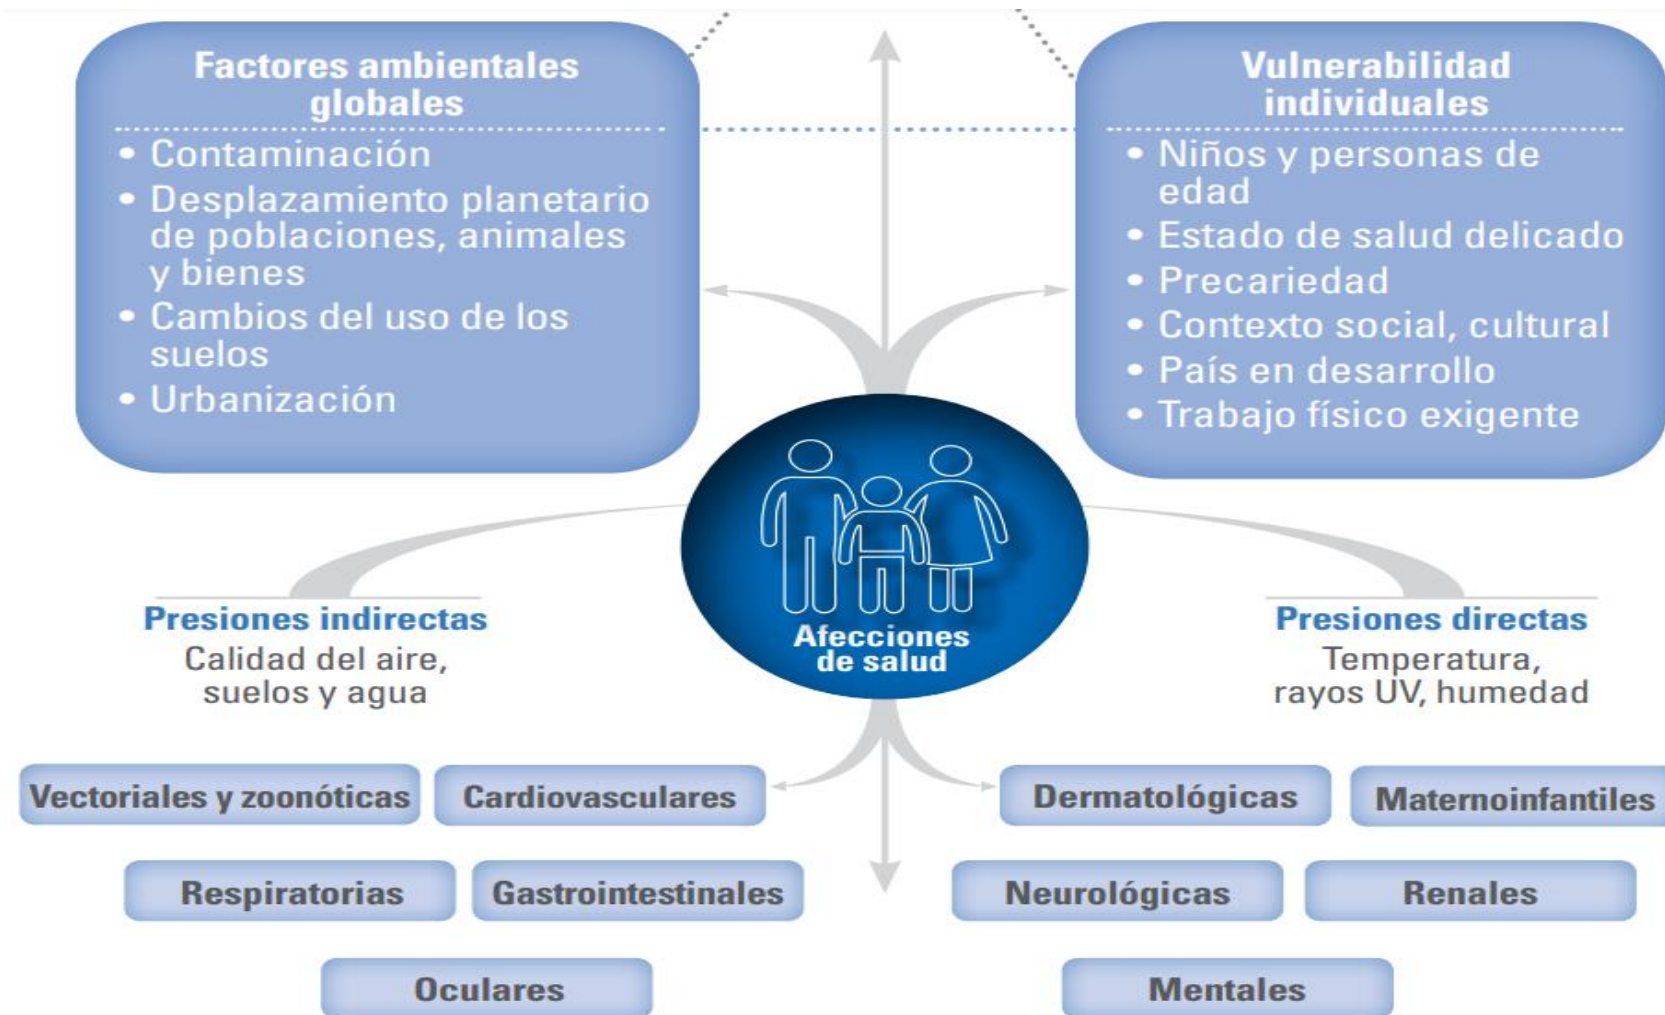 Factores ambientales
globales
• Contaminación
• Desplazamiento planetario
de poblaciones, animales
y bienes
• Cambios del uso de los
suelos
• Urbanización
Vulnerabilidad
individuales
• Niños y personas de
edad
• Estado de salud delicado
• Precariedad
• Contexto social, cultural
• País en desarrollo
• Trabajo físico exigente
Afecciones
de salud
Presiones indirectas
Calidad del aire,
suelos y agua
Presiones directas
Temperatura,
rayos UV, humedad
Vectoriales y zoonóticas
Cardiovasculares
Dermatológicas
Maternoinfantiles
Respiratorias
Gastrointestinales
Neurológicas
Renales
Oculares
Mentales